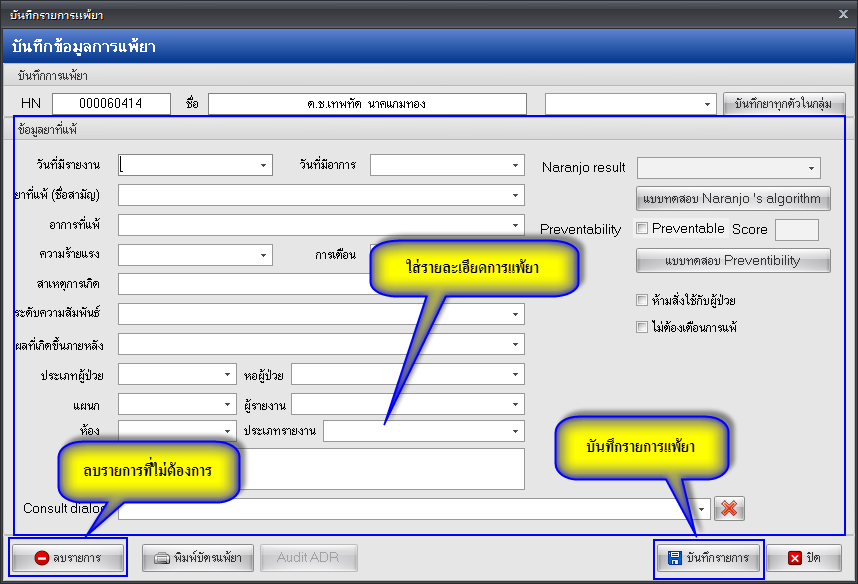 บันทึกรายการแพ้ยา
บันทึกข้อมูลการแพ้ยา
บันทึกการแพ้ยา
HN 000060414 ชื่อ ด.ช.เทพทัต นาคแกมทอง บันทึกยาทุกตัวในกลุ่ม
ข้อมูลยาที่แพ้
วันที่มีรายงาน วันที่มีอาการ Naranjo result
ยาที่แพ้ (ชื่อสามัญ) แบบทดสอบ Naranjo 's algorithm
อาการที่แพ้ Preventability Preventable Score
ความร้ายแรง การเตือน แบบทดสอบ Preventibility
ใส่รายละเอียดการแพ้ยา
สาเหตุการเกิด ห้ามสั่งใช้กับผู้ป่วย
ระดับความสัมพันธ์ ไม่ต้องเตือนการแพ้
ผลที่เกิดขึ้นภายหลัง
ประเภทผู้ป่วย หอผู้ป่วย
แผนก ผู้รายงาน
ห้อง ประเภทรายงาน
บันทึกรายการแพ้ยา
ลบรายการที่ไม่ต้องการ
Consult dialog
ลบรายการ พิมพ์บัตรแพ้ยา Audit ADR บันทึกรายการ ปิด